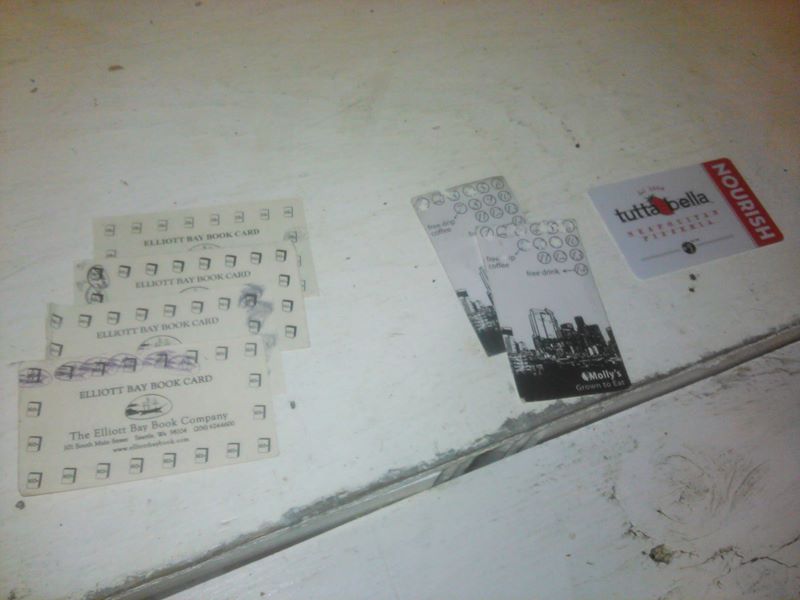 ELLIOTT BAY BOOK CARD
ELLIOTT BAY BOOK CARD
ELLIOTT BAY BOOK CARD
ELLIOTT BAY BOOK CARD
The Elliott Bay Book Company
101 South Main Street Seattle, WA 98104 (206) 624-6600
www.elliottbaybook.com
free drip
coffee
coffee
free drink
Molly's
Grown to Eat
tutta bella
NEAPOLITAN
PIZZERIA
NOURISH